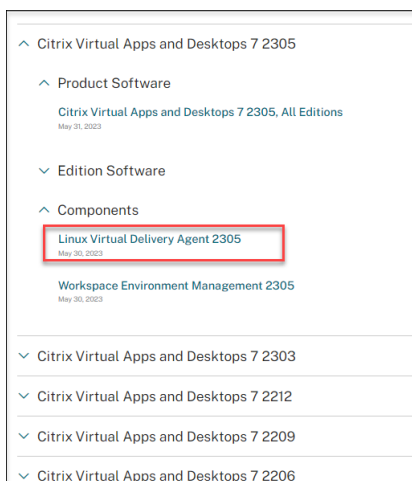 Citrix Virtual Apps and Desktops 7 2305
Product Software
Citrix Virtual Apps and Desktops 7 2305, All Editions
May 31, 2023
Edition Software
Components
Linux Virtual Delivery Agent 2305
May 30, 2023
Workspace Environment Management 2305
May 30, 2023
Citrix Virtual Apps and Desktops 7 2303
Citrix Virtual Apps and Desktops 7 2212
Citrix Virtual Apps and Desktops 7 2209
Citrix Virtual Apps and Desktops 7 2206